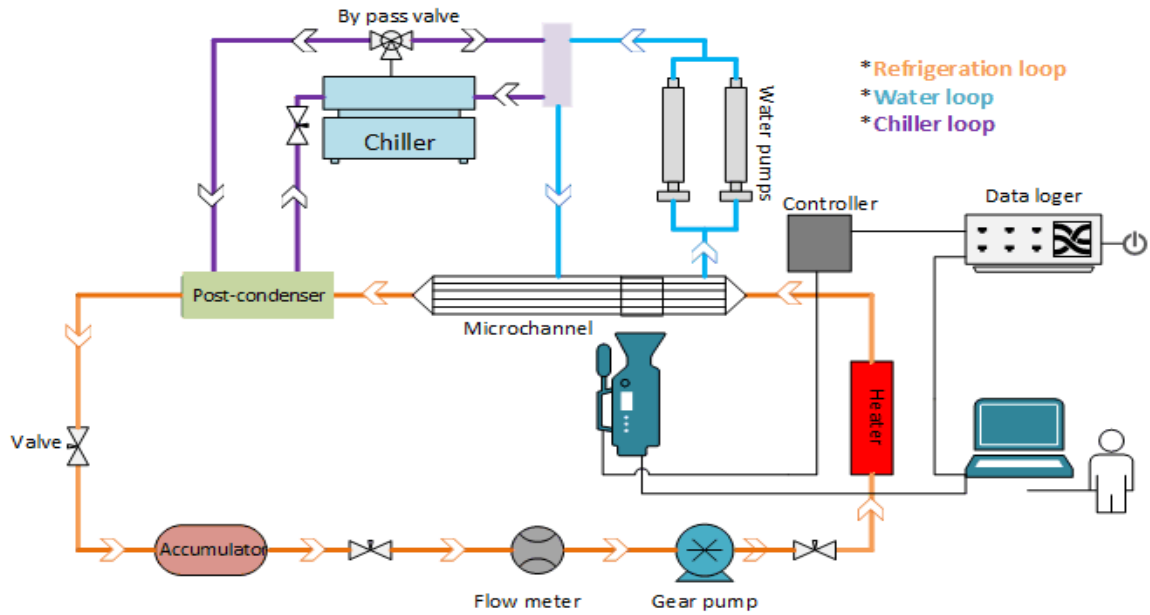 By pass valve
*Refrigeration loop
*Water loop
*Chiller loop
Chiller
Water pumps
Controller
Data loger
Post-condenser
Microchannel
Heater
Valve
Accumulator
Flow meter
Gear pump